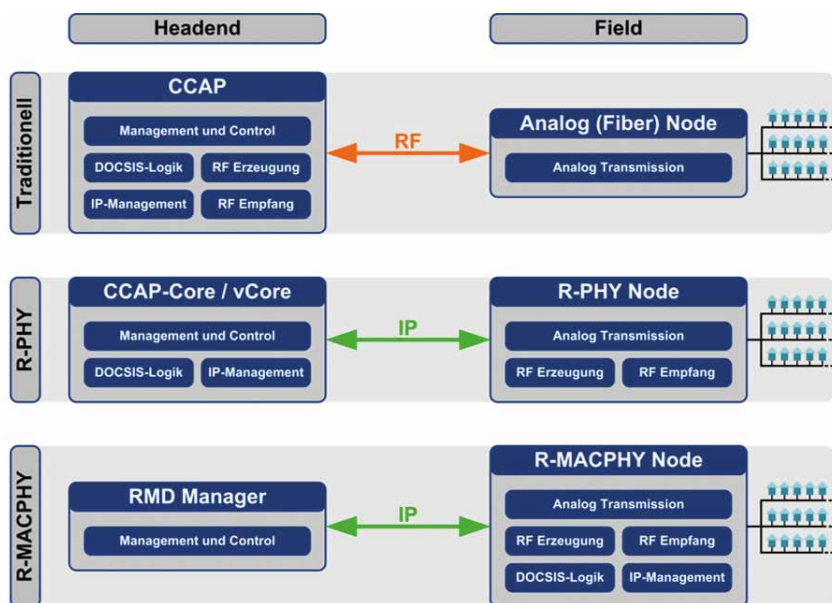 Headend
Field
Traditionell
CCAP
Management und Control
DOCSIS-Logik
RF Erzeugung
IP-Management
RF Empfang
RF
Analog (Fiber) Node
Analog Transmission
R-PHY
CCAP-Core / vCore
Management und Control
DOCSIS-Logik
IP-Management
IP
R-PHY Node
Analog Transmission
RF Erzeugung
RF Empfang
R-MACPHY
RMD Manager
Management und Control
IP
R-MACPHY Node
Analog Transmission
RF Erzeugung
RF Empfang
DOCSIS-Logik
IP-Management